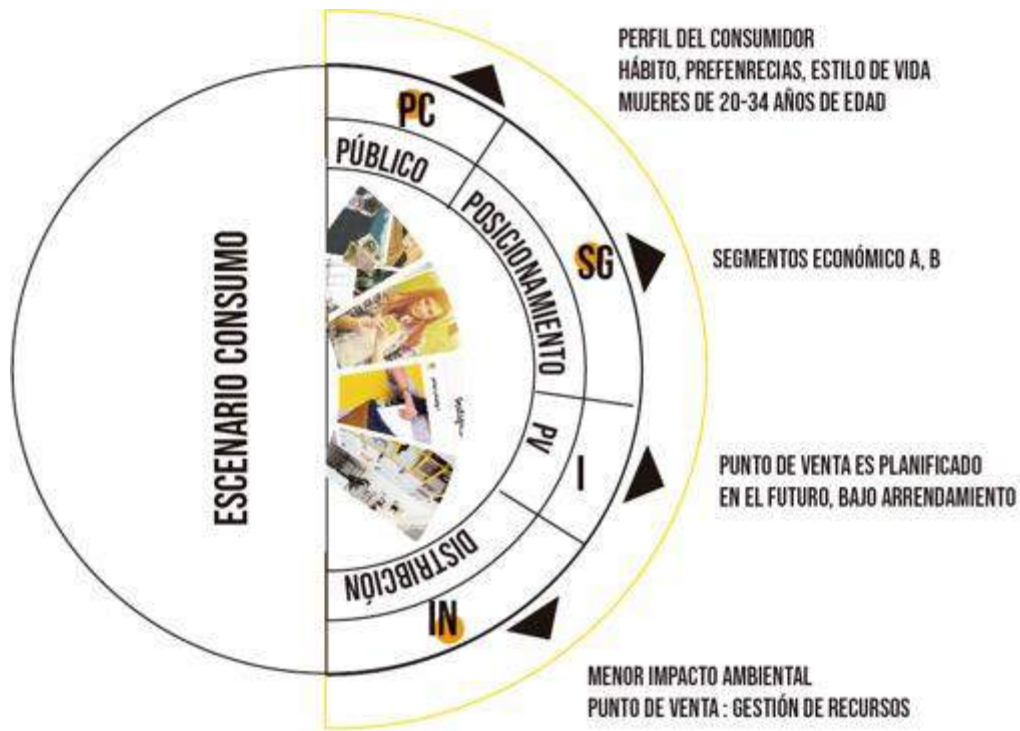 PERFIL DEL CONSUMIDOR
HÁBITO, PREFENRECIAS, ESTILO DE VIDA
MUJERES DE 20-34 AÑOS DE EDAD
PC
PÚBLICO
POSICIONAMIENTO
SG
SEGMENTOS ECONÓMICO A, B
ESCENARIO CONSUMO
PV
I
PUNTO DE VENTA ES PLANIFICADO
EN EL FUTURO, BAJO ARRENDAMIENTO
DISTRIBCIÓN
IN
MENOR IMPACTO AMBIENTAL
PUNTO DE VENTA : GESTIÓN DE RECURSOS